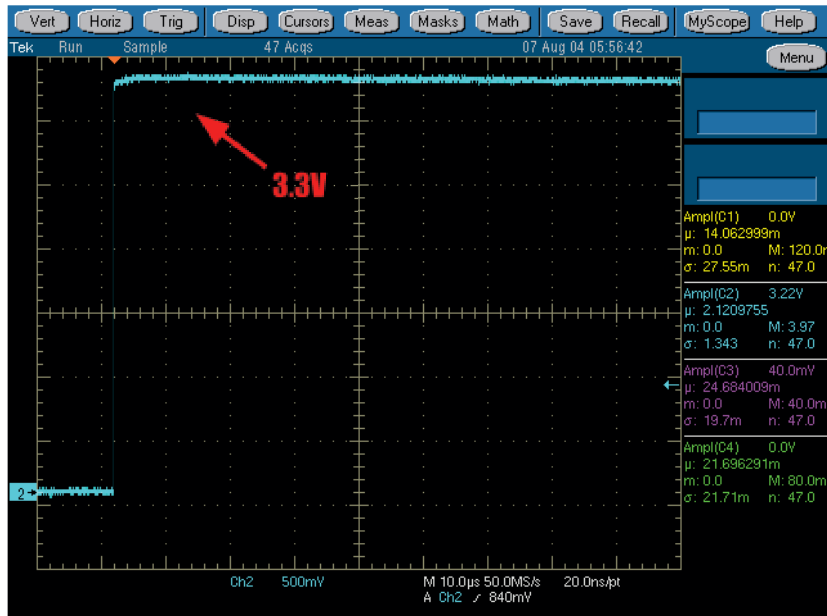 Vert Horiz Trig Disp Cursors Meas Masks Math Save Recall MyScope Help
Tek Run Sample 47 Acqs 07 Aug 04 05:56:42
Menu
3.3V
Ampl(C1) 0.0V
µ: 14.062999m
m: 0.0 M: 120.0m
σ: 27.55m n: 47.0
Ampl(C2) 3.22V
µ: 2.1209755
m: 0.0 M: 3.97
σ: 1.343 n: 47.0
Ampl(C3) 40.0mV
µ: 24.684009m
m: 0.0 M: 40.0m
σ: 19.7m n: 47.0
Ampl(C4) 0.0V
µ: 21.696291m
m: 0.0 M: 80.0m
σ: 21.71m n: 47.0
2
Ch2 500mV M 10.0µs 50.0MS/s 20.0ns/pt
A Ch2 ∕ 840mV